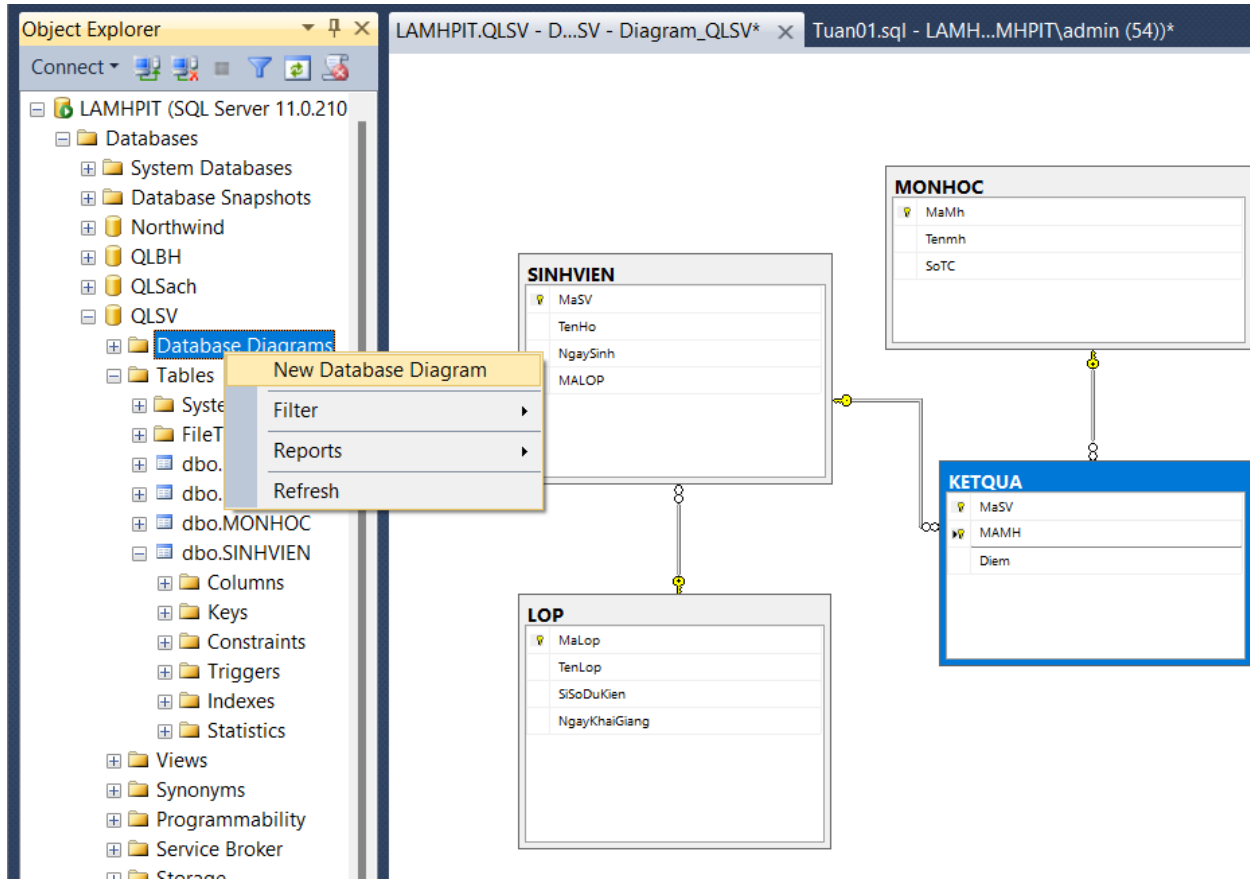 Object Explorer
Connect
LAMHPIT (SQL Server 11.0.210
Databases
System Databases
Database Snapshots
Northwind
QLBH
QLSach
QLSV
Database Diagrams
Tables
Syste
FileT
dbo.
dbo.
dbo.MONHOC
dbo.SINHVIEN
Columns
Keys
Constraints
Triggers
Indexes
Statistics
Views
Synonyms
Programmability
Service Broker
Storage
New Database Diagram
Filter
Reports
Refresh
LAMHPIT.QLSV - D...SV - Diagram_QLSV*
Tuan01.sql - LAMH...MHPIT\admin (54))*
SINHVIEN
MaSV
TenHo
NgaySinh
MALOP
MONHOC
MaMh
Tenmh
SoTC
KETQUA
MaSV
MAMH
Diem
LOP
MaLop
TenLop
SiSoDuKien
NgayKhaiGiang